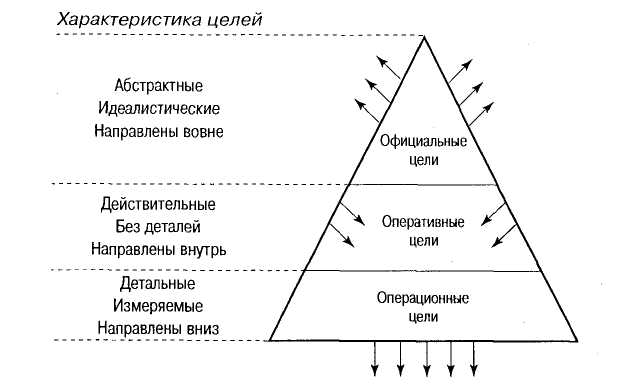 Характеристика целей
Абстрактные
Идеалистические
Направлены вовне
Официальные
цели
Действительные
Без деталей
Направлены внутрь
Оперативные
цели
Детальные
Измеряемые
Направлены вниз
Операционные
цели